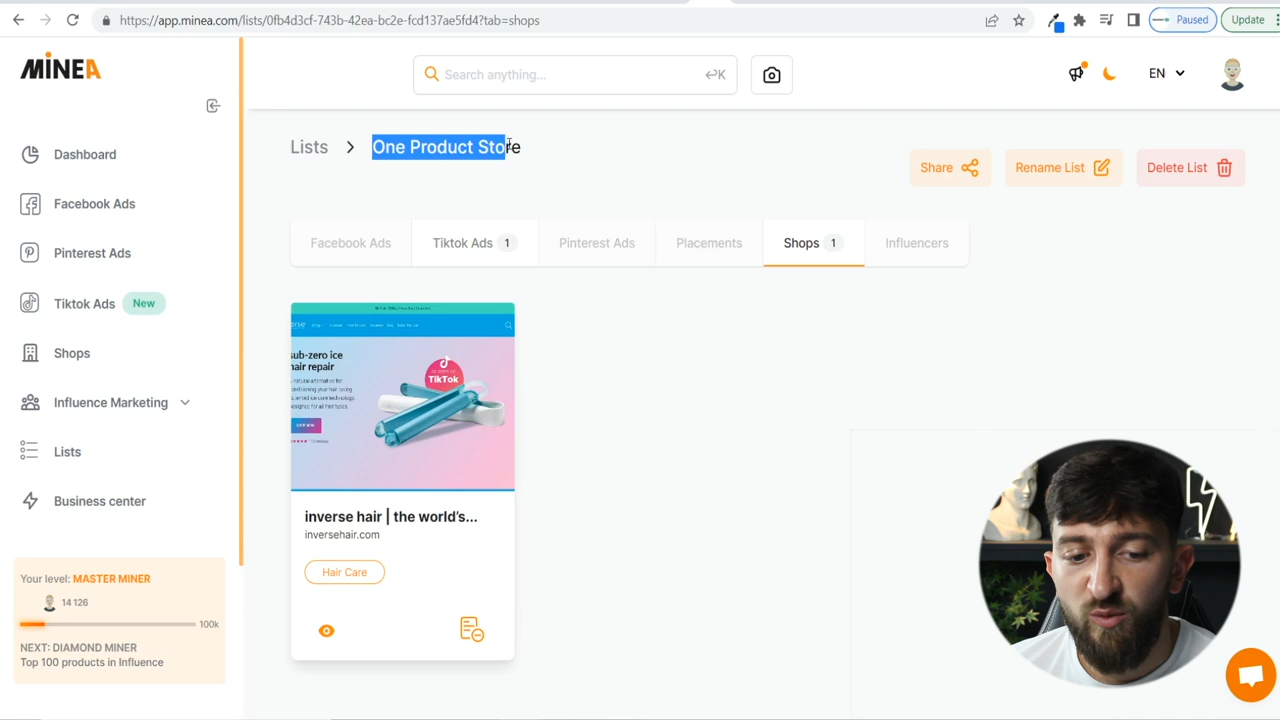 https://app.minea.com/lists/0fb4d3cf-743b-42ea-bc2e-fcd137ae5fd4?tab=shops
Paused
Update
MINEA
Search anything...
K
EN
Dashboard
Facebook Ads
Pinterest Ads
Tiktok Ads New
Shops
Influence Marketing
Lists
Business center
Your level: MASTER MINER
14 126
100k
NEXT: DIAMOND MINER
Top 100 products in Influence
Lists > One Product Store
Share
Rename List
Delete List
Facebook Ads
Tiktok Ads 1
Pinterest Ads
Placements
Shops 1
Influencers
sub-zero ice
hair repair
TikTok
inverse hair | the world's...
inversehair.com
Hair Care